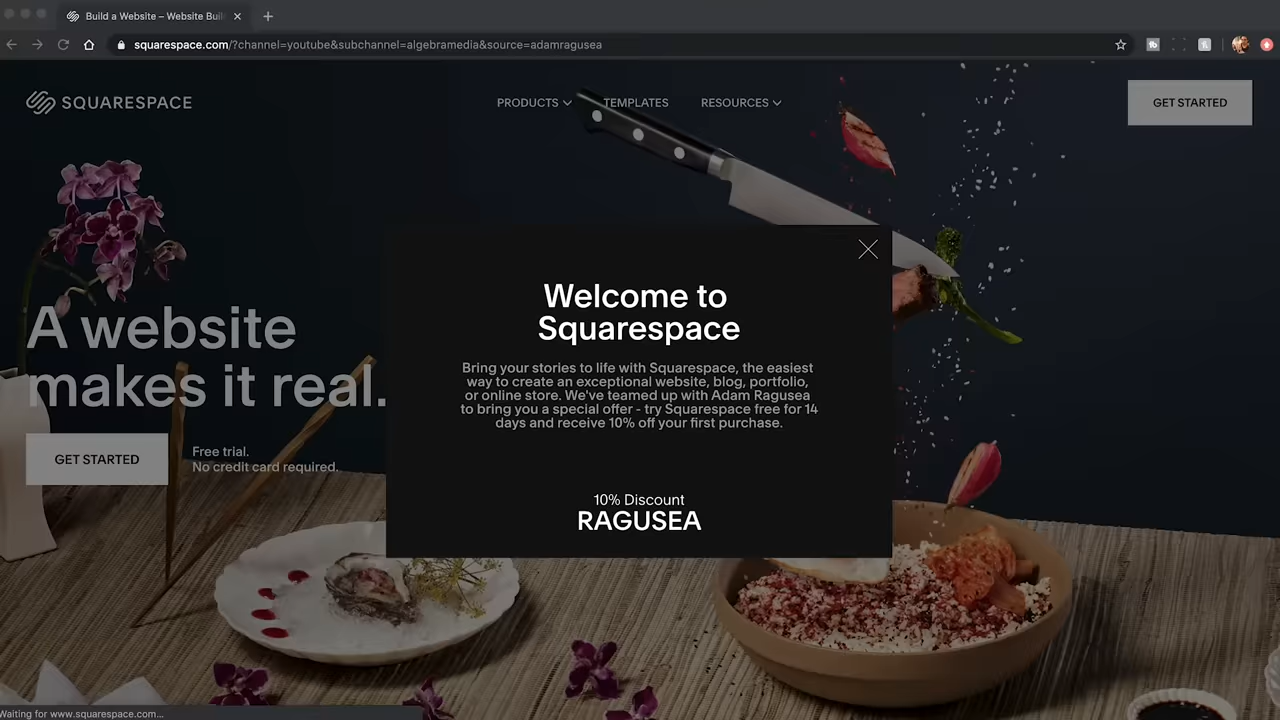 Build a Website – Website Buil
squarespace.com/?channel=youtube&subchannel=algebramedia&source=adamragusea
SQUARESPACE
PRODUCTS
TEMPLATES
RESOURCES
GET STARTED
A website
makes it real.
GET STARTED
Free trial.
No credit card required.
Welcome to
Squarespace
Bring your stories to life with Squarespace, the easiest
way to create an exceptional website, blog, portfolio,
or online store. We've teamed up with Adam Ragusea
to bring you a special offer - try Squarespace free for 14
days and receive 10% off your first purchase.
10% Discount
RAGUSEA
Waiting for www.squarespace.com...